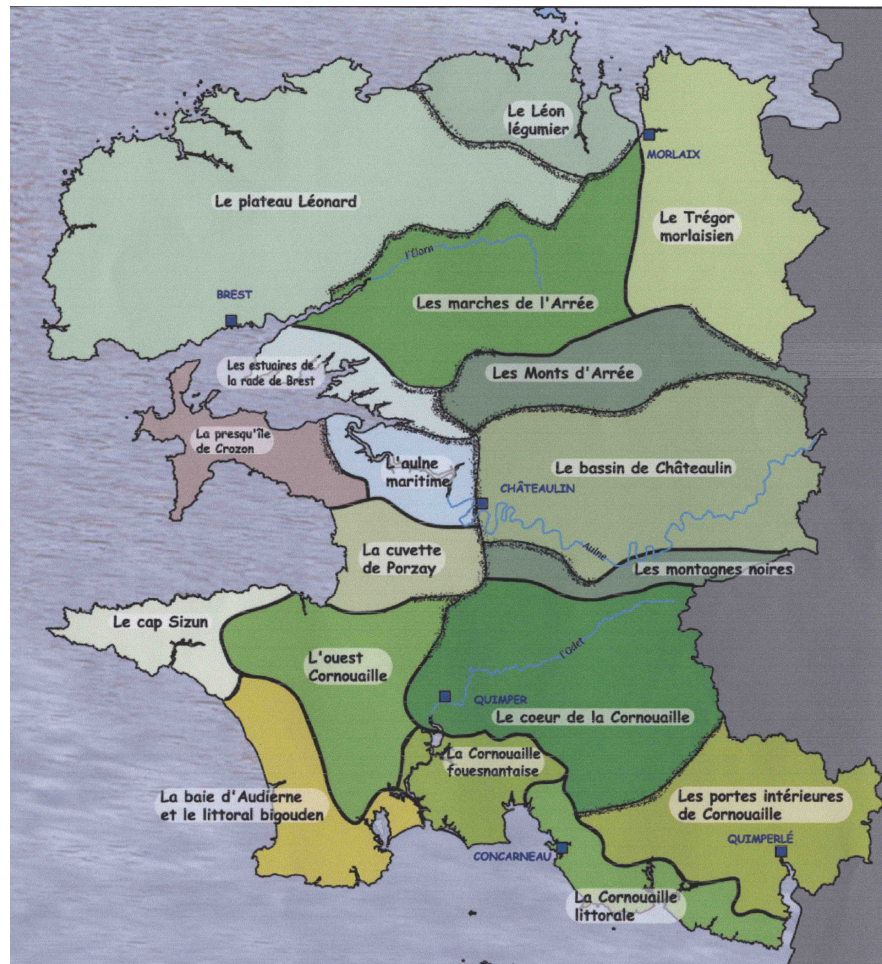 Le Léon
légumier
MORLAIX
Le plateau Léonard
Le Trégor
morlaisien
l'Élorn
BREST
Les marches de l'Arrée
Les estuaires de
la rade de Brest
Les Monts d'Arrée
La presqu'île
de Crozon
L'aulne
maritime
Le bassin de Châteaulin
CHÂTEAULIN
Aulne
La cuvette
de Porzay
Les montagnes noires
Le cap Sizun
L'ouest
Cornouaille
l'Odet
QUIMPER
Le coeur de la Cornouaille
La Cornouaille
fouesnantaise
La baie d'Audierne
et le littoral bigouden
Les portes intérieures
de Cornouaille
QUIMPERLÉ
CONCARNEAU
La Cornouaille
littorale